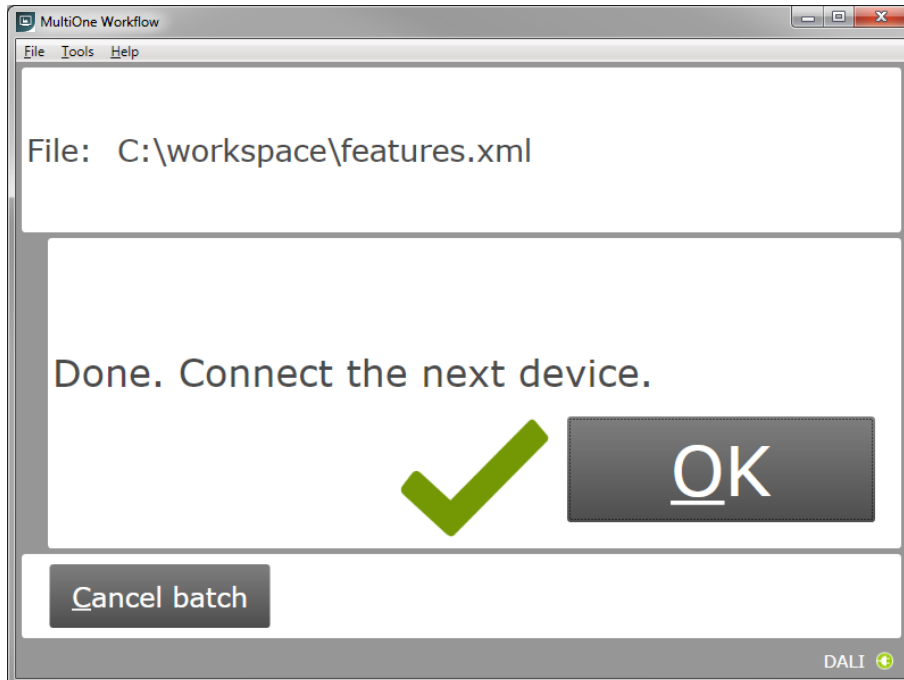 MultiOne Workflow
File Tools Help
File: C:\workspace\features.xml
Done. Connect the next device.
OK
Cancel batch
DALI